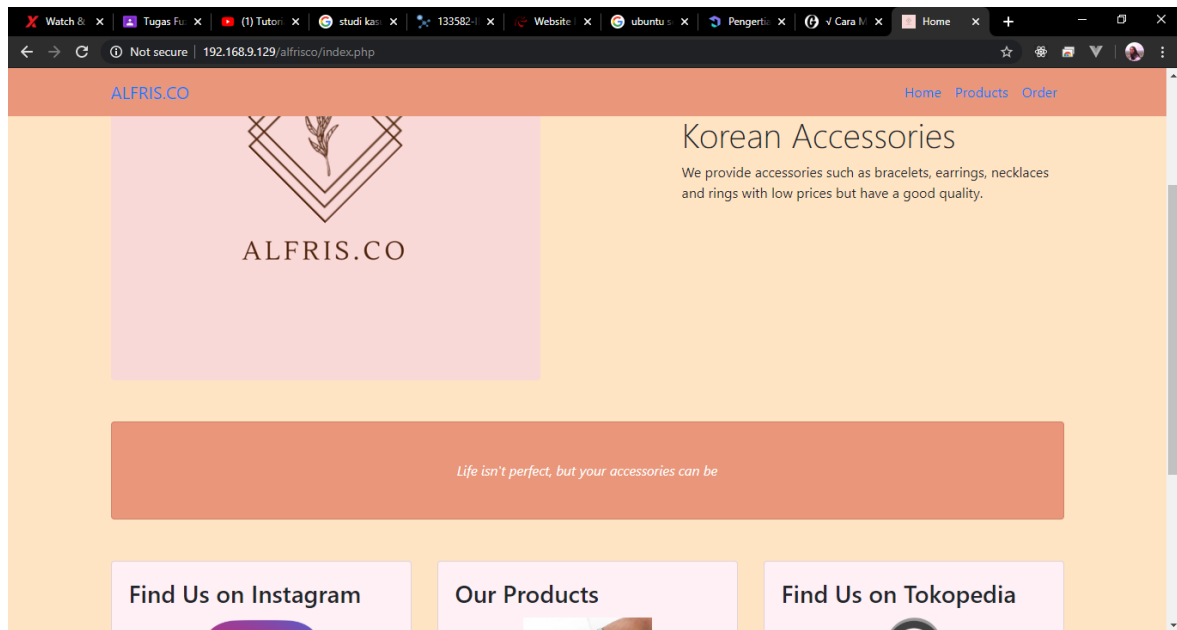 Watch &
Tugas Fu
(1) Tutori
studi kasu
133582-I
Website
ubuntu s
Pengertia
√ Cara M
Home
Not secure
192.168.9.129/alfrisco/index.php
ALFRIS.CO
Home
Products
Order
Korean Accessories
We provide accessories such as bracelets, earrings, necklaces
and rings with low prices but have a good quality.
ALFRIS.CO
Life isn't perfect, but your accessories can be
Find Us on Instagram
Our Products
Find Us on Tokopedia